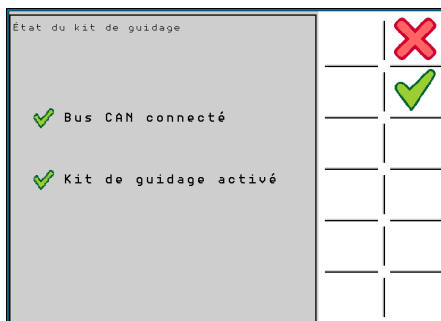 État du kit de guidage
Bus CAN connecté
Kit de guidage activé